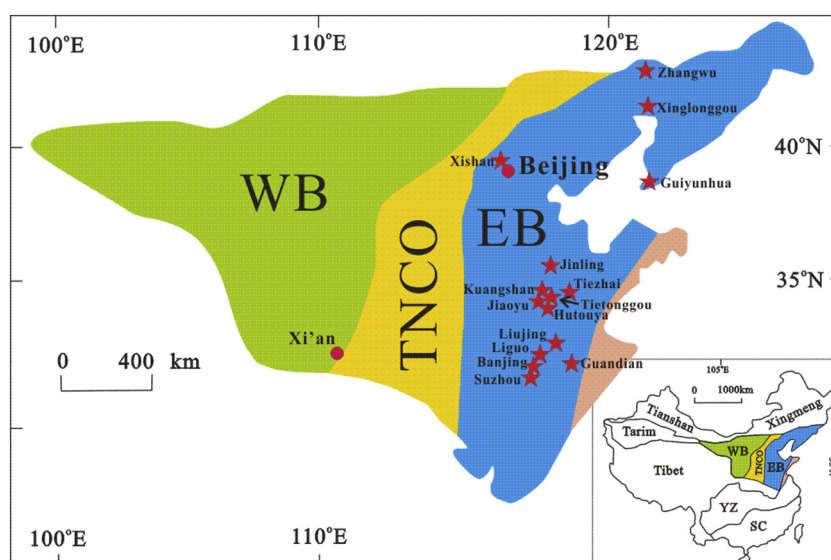 100°E
110°E
120°E
Zhangwu
Xinglonggou
40°N
Xishan
Beijing
Guiyunhua
WB
EB
TNCO
Jinling
35°N
Kuangshan
Tiezhai
Jiaoyu
Tietonggou
Hutouya
Xi'an
Liujing
Liguo
Banjing
Guandian
Suzhou
0 400 km
105°E
0 1000km
Tianshan
Xingmeng
Tarim
WB
TNCO
EB
Tibet
YZ
SC
100°E
110°E